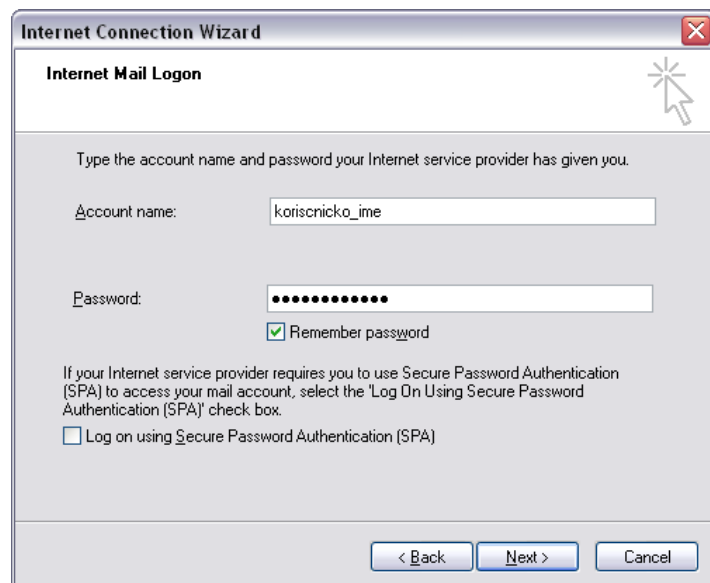 Internet Connection Wizard
Internet Mail Logon
Type the account name and password your Internet service provider has given you.
Account name:
koriscnicko_ime
Password:
●●●●●●●●●●●●
Remember password
If your Internet service provider requires you to use Secure Password Authentication
(SPA) to access your mail account, select the 'Log On Using Secure Password
Authentication (SPA)' check box.
Log on using Secure Password Authentication (SPA)
< Back
Next >
Cancel